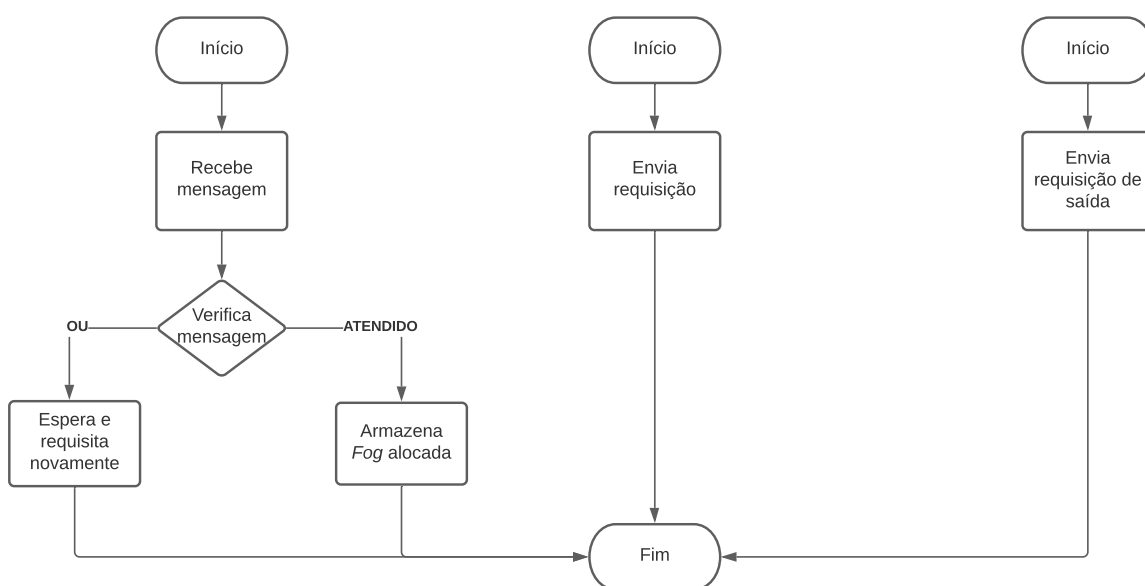 Início
Recebe
mensagem
Verifica
mensagem
OU
ATENDIDO
Espera e
requisita
novamente
Armazena
Fog alocada
Início
Envia
requisição
Início
Envia
requisição de
saída
Fim